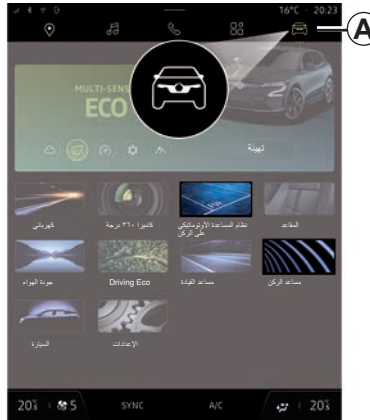 16°C 20:23
A
MULTI-SENS
ECO
تهيئة
كهربائي
كاميرا ٣٦٠ درجة
نظام المساعدة الأوتوماتيكي على الركن
المقاعد
جودة الهواء
Driving Eco
مساعد القيادة
مساعد الركن
السيارة
الإعدادات
20.5
5
SYNC
A/C
20.5